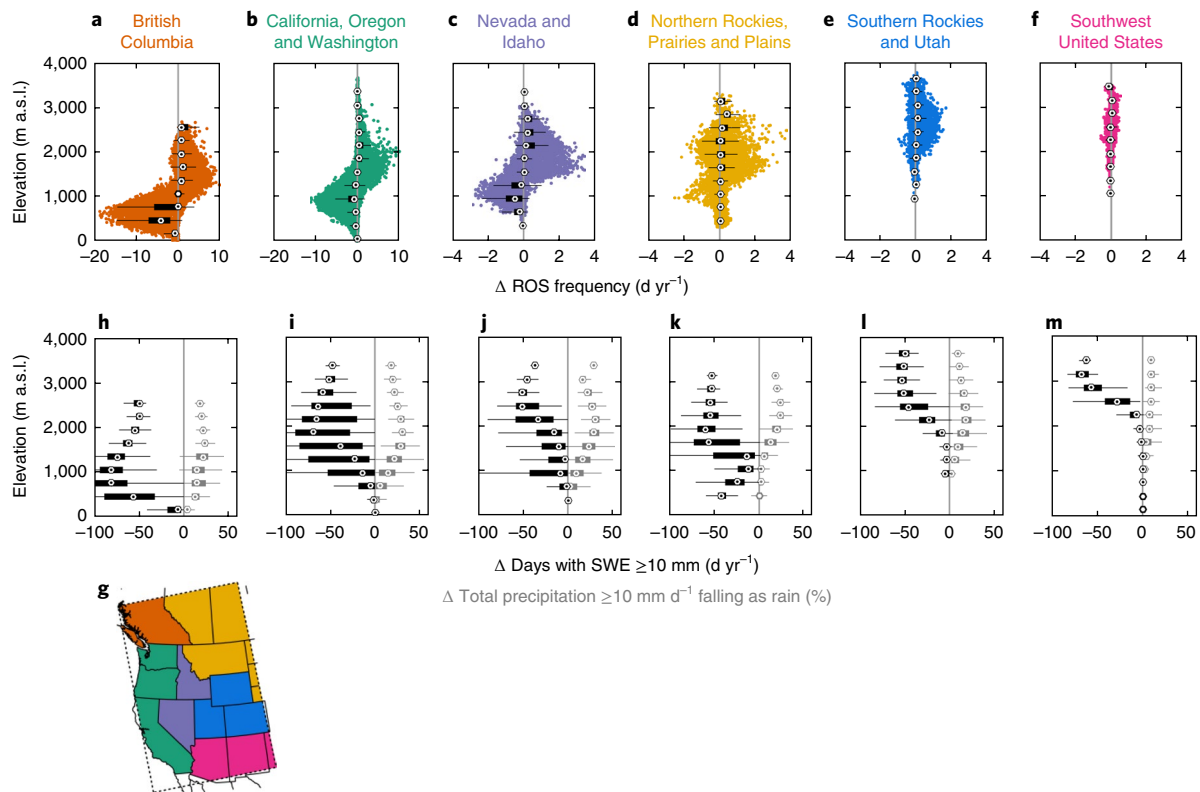 a
British
Columbia
b
California, Oregon
and Washington
c
Nevada and
Idaho
d
Northern Rockies,
Prairies and Plains
e
Southern Rockies
and Utah
f
Southwest
United States
Elevation (m a.s.l.)
4,000
3,000
2,000
1,000
0
−20 −10 0 10 20
−20 −10 0 10
−4 −2 0 2 4
−4 −2 0 2 4
−4 −2 0 2 4
−4 −2 0 2 4
Δ ROS frequency (d yr−1)
h
i
j
k
l
m
Elevation (m a.s.l.)
4,000
3,000
2,000
1,000
0
−100 −50 0 50
−100 −50 0 50
−100 −50 0 50
−100 −50 0 50
−100 −50 0 50
−100 −50 0 50
Δ Days with SWE ≥10 mm (d yr−1)
Δ Total precipitation ≥10 mm d−1 falling as rain (%)
g